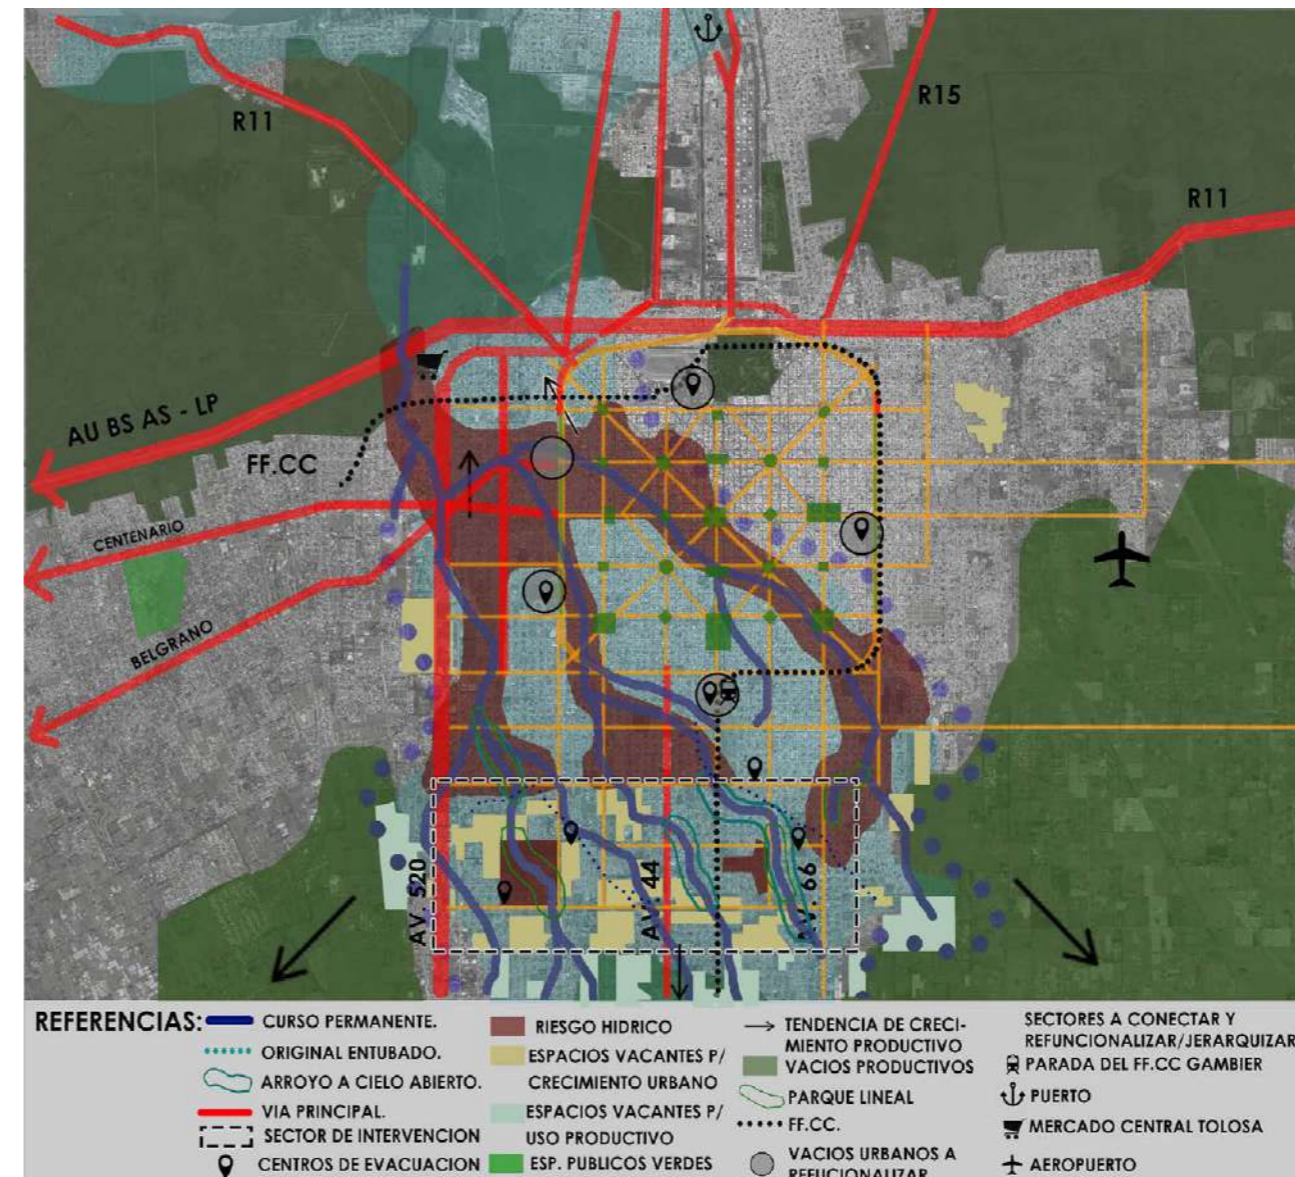 R11
R15
R11
AU BS AS - LP
FF.CC
CENTENARIO
BELGRANO
AV. 520
AV. 44
66
REFERENCIAS:
CURSO PERMANENTE.
ORIGINAL ENTUBADO.
ARROYO A CIELO ABIERTO.
VIA PRINCIPAL.
SECTOR DE INTERVENCION
CENTROS DE EVACUACION
RIESGO HIDRICO
ESPACIOS VACANTES P/
CRECIMIENTO URBANO
ESPACIOS VACANTES P/
USO PRODUCTIVO
ESP. PUBLICOS VERDES
TENDENCIA DE CRECI-
MIENTO PRODUCTIVO
VACIOS PRODUCTIVOS
PARQUE LINEAL
FF.CC.
VACIOS URBANOS A
REFUCIONALIZAR
SECTORES A CONECTAR Y
REFUNCIONALIZAR/JERARQUIZAR
PARADA DEL FF.CC GAMBIER
PUERTO
MERCADO CENTRAL TOLOSA
AEROPUERTO